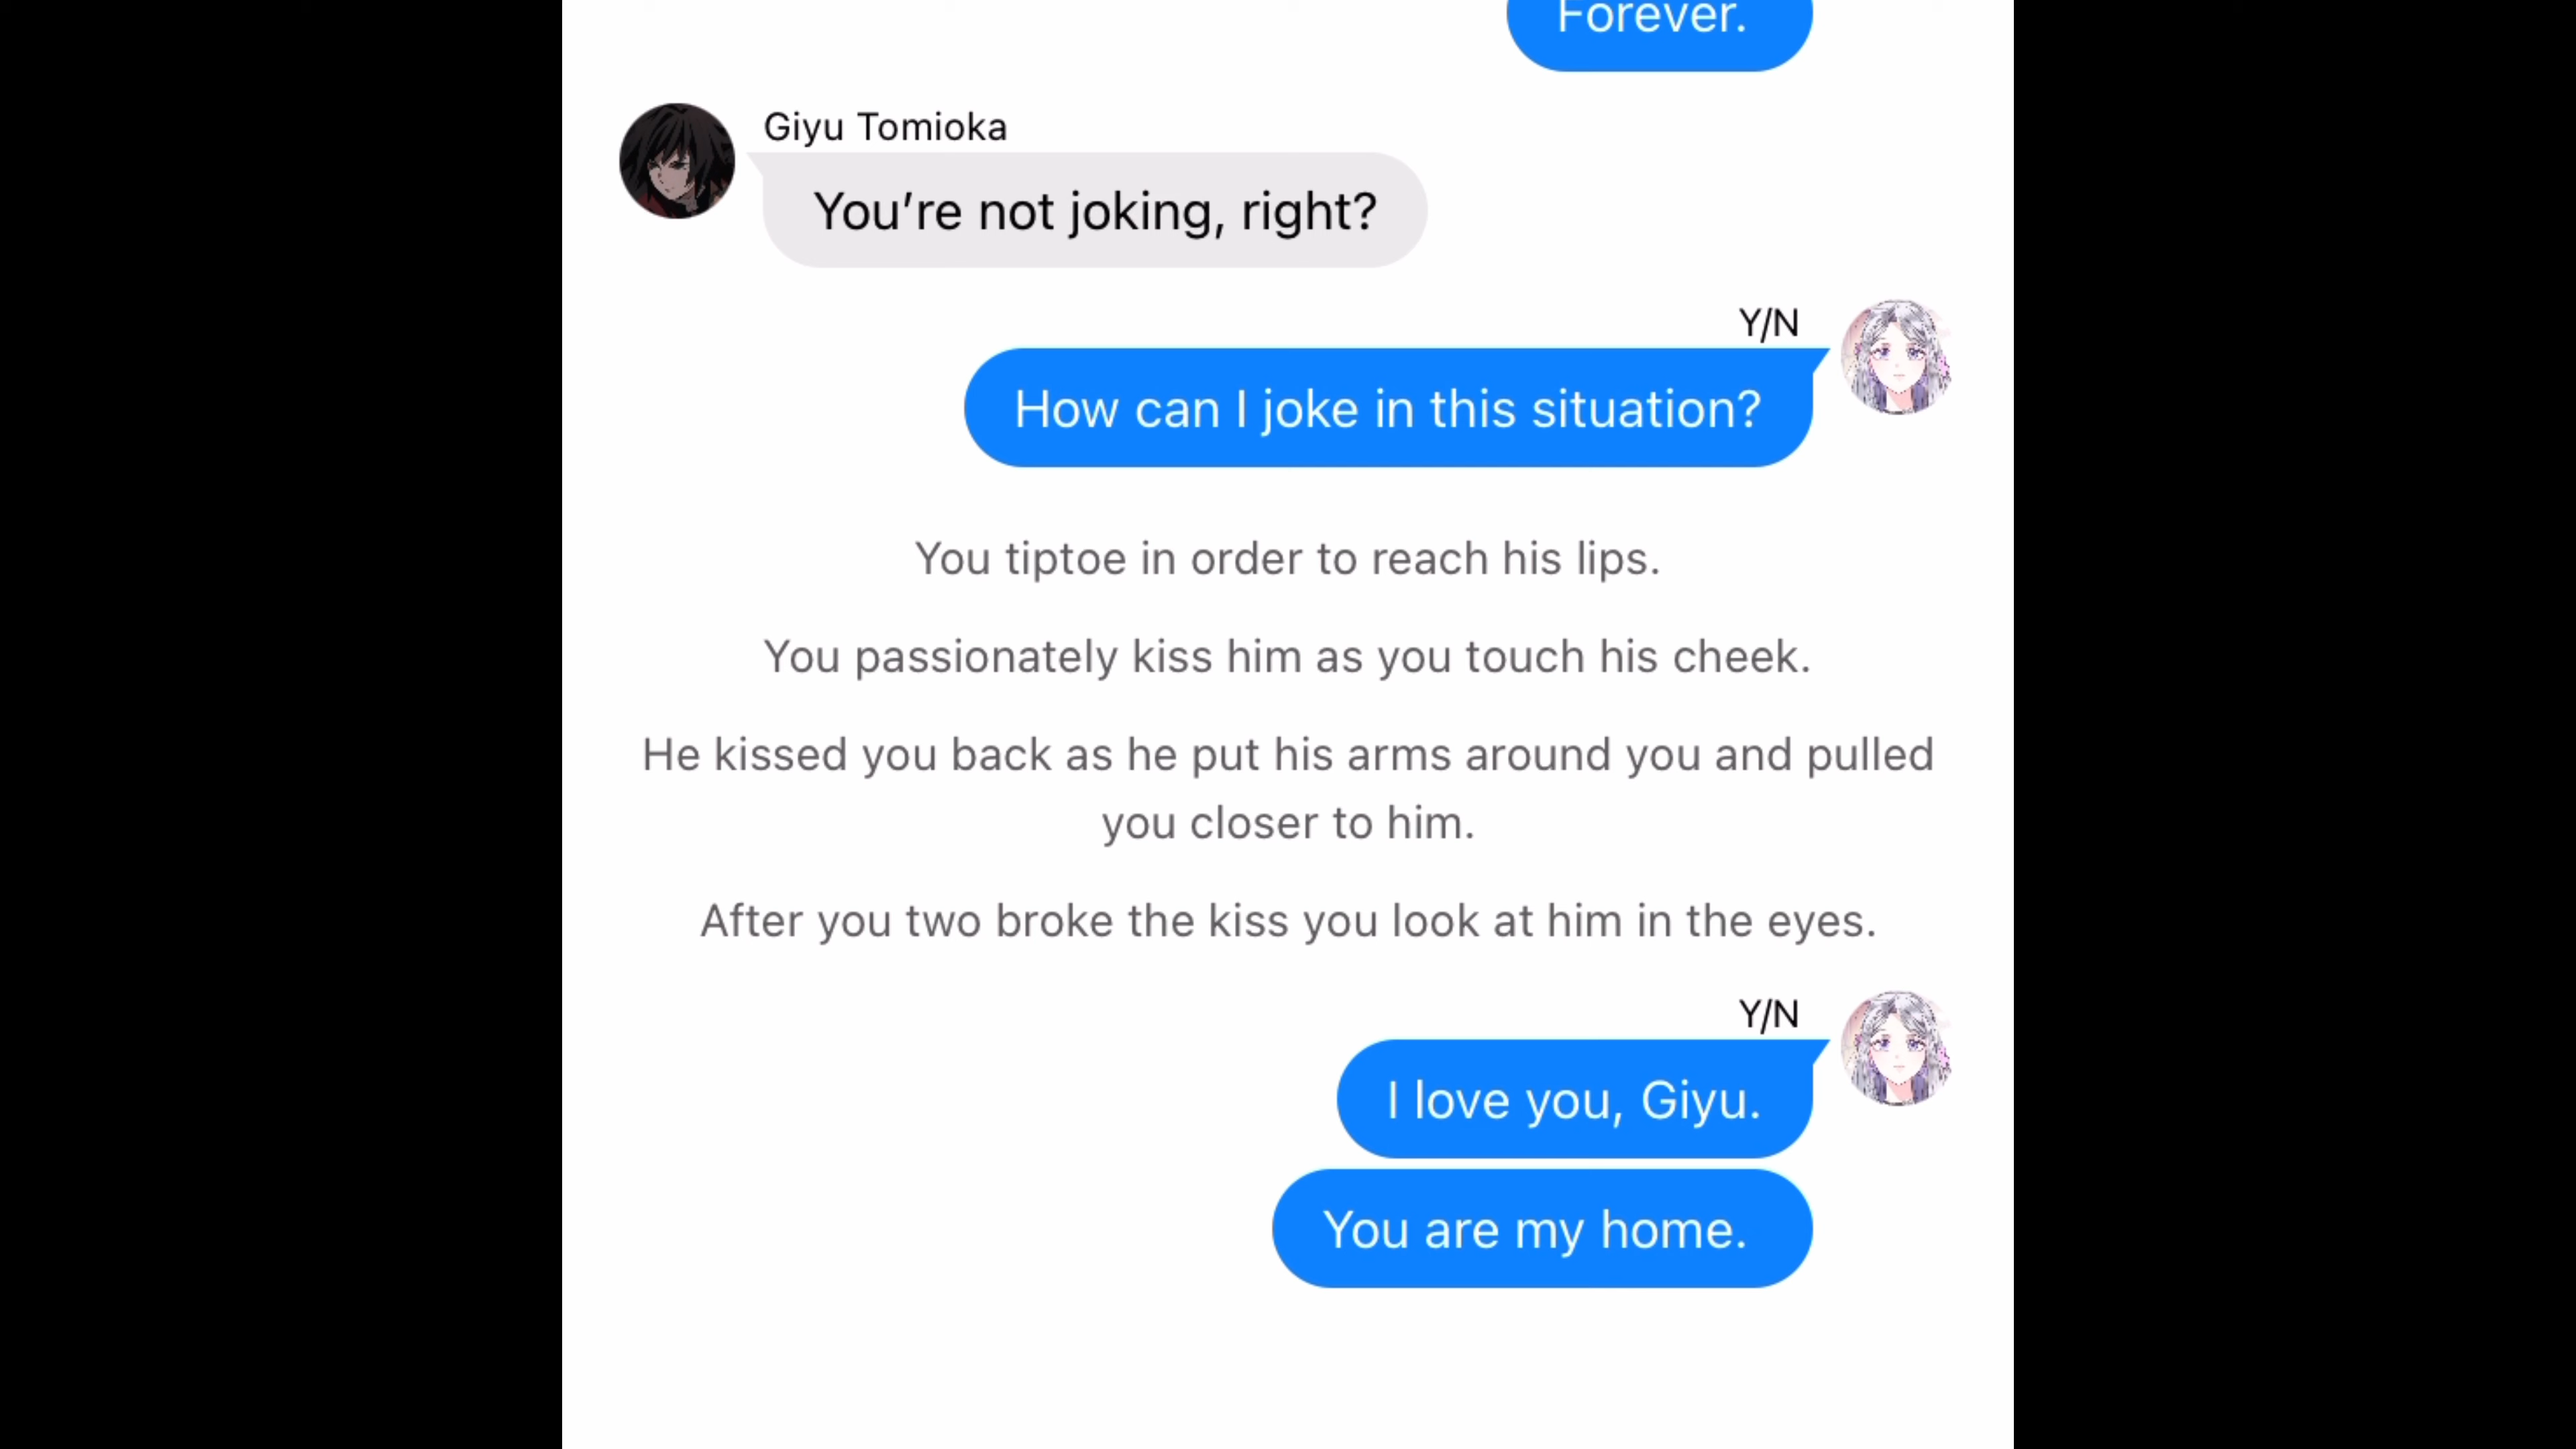 Forever.
Giyu Tomioka
You’re not joking, right?
Y/N
How can I joke in this situation?
You tiptoe in order to reach his lips.
You passionately kiss him as you touch his cheek.
He kissed you back as he put his arms around you and pulled
you closer to him.
After you two broke the kiss you look at him in the eyes.
Y/N
I love you, Giyu.
You are my home.